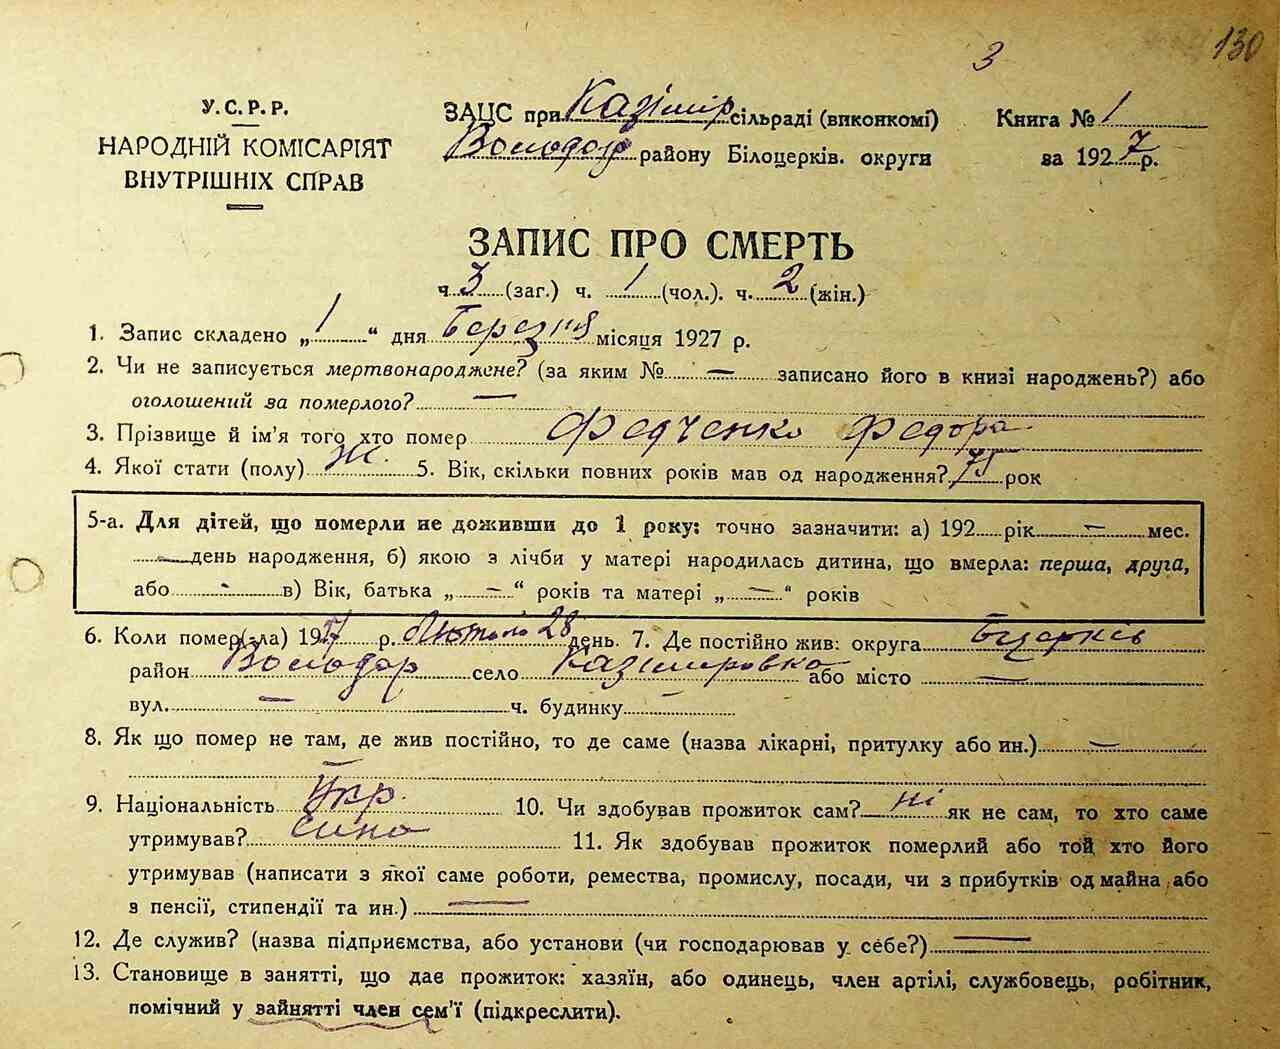 3 130
У.С.Р.Р.
НАРОДНІЙ КОМІСАРІЯТ
ВНУТРІШНІХ СПРАВ
ЗАЦС при Казімір сільраді (виконкомі)
Володар району Білоцерків. округи
Книга № 1
за 1927 р.
ЗАПИС ПРО СМЕРТЬ
ч. 3 (заг.) ч. 1 (чол.). ч. 2 (жін.)
1. Запис складено „ 1 “ дня Березня місяця 1927 р.
2. Чи не записується мертвонароджене? (за яким № — записано його в книзі народжень?) або
оголошений за померлого? —
3. Прізвище й ім'я того хто помер Федченко Федора
4. Якої стати (полу) ж. 5. Вік, скільки повних років мав од народження? 75 рок
5-а. Для дітей, що померли не доживши до 1 року: точно зазначити: а) 192 рік — мес.
— день народження, б) якою з лічби у матері народилась дитина, що вмерла: перша, друга,
або — в) Вік, батька „ — “ років та матері „ — “ років
6. Коли помер(зла) 1927 р. Лютого 28 день. 7. Де постійно жив: округа Бцерків
район Володар село Казіміровка або місто —
вул. — ч. будинку —
8. Як що помер не там, де жив постійно, то де саме (назва лікарні, притулку або ин.) —
—
9. Національність Укр. 10. Чи здобував прожиток сам? ні як не сам, то хто саме
утримував? Сино 11. Як здобував прожиток померлий або той хто його
утримував (написати з якої саме роботи, ремества, промислу, посади, чи з прибутків од майна або
з пенсії, стипендії та ин.) —
12. Де служив? (назва підприємства, або установи (чи господарював у себе?) —
13. Становище в занятті, що дає прожиток: хазяїн, або одинець, член артілі, службовець, робітник,
помічний у зайнятті член сем'ї (підкреслити).